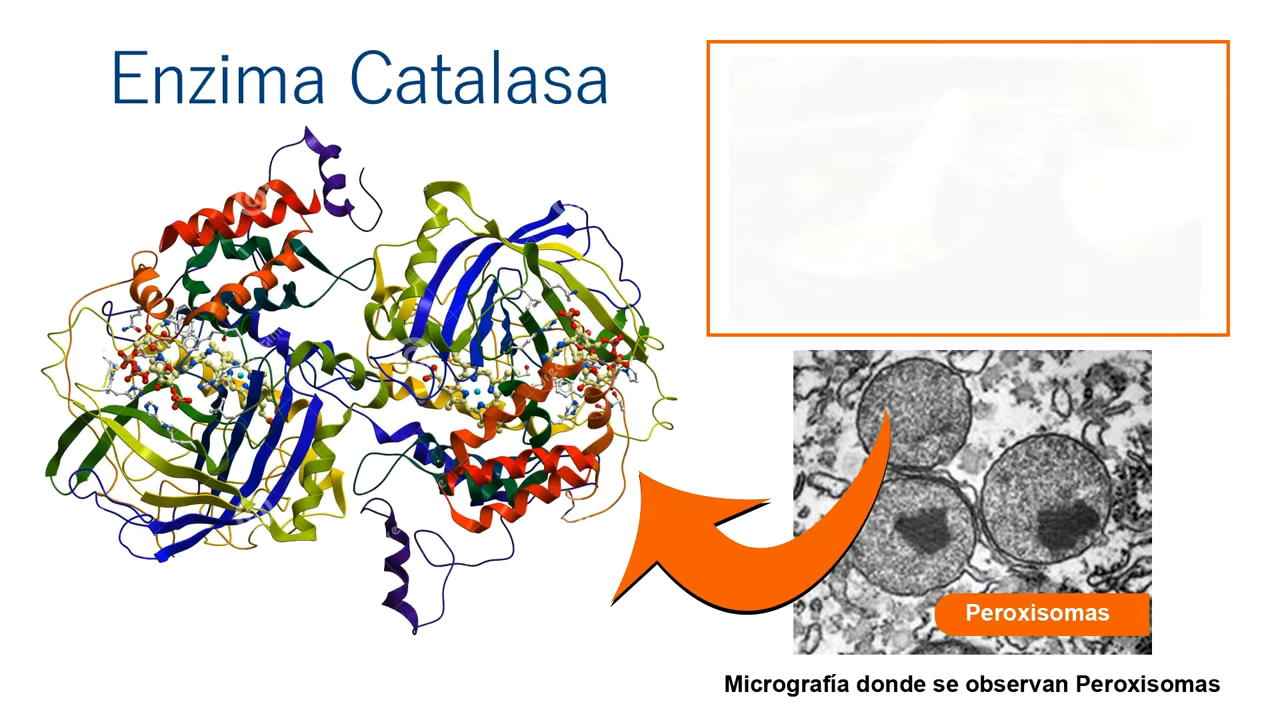 Enzima Catalasa
Peroxisomas
Micrografía donde se observan Peroxisomas